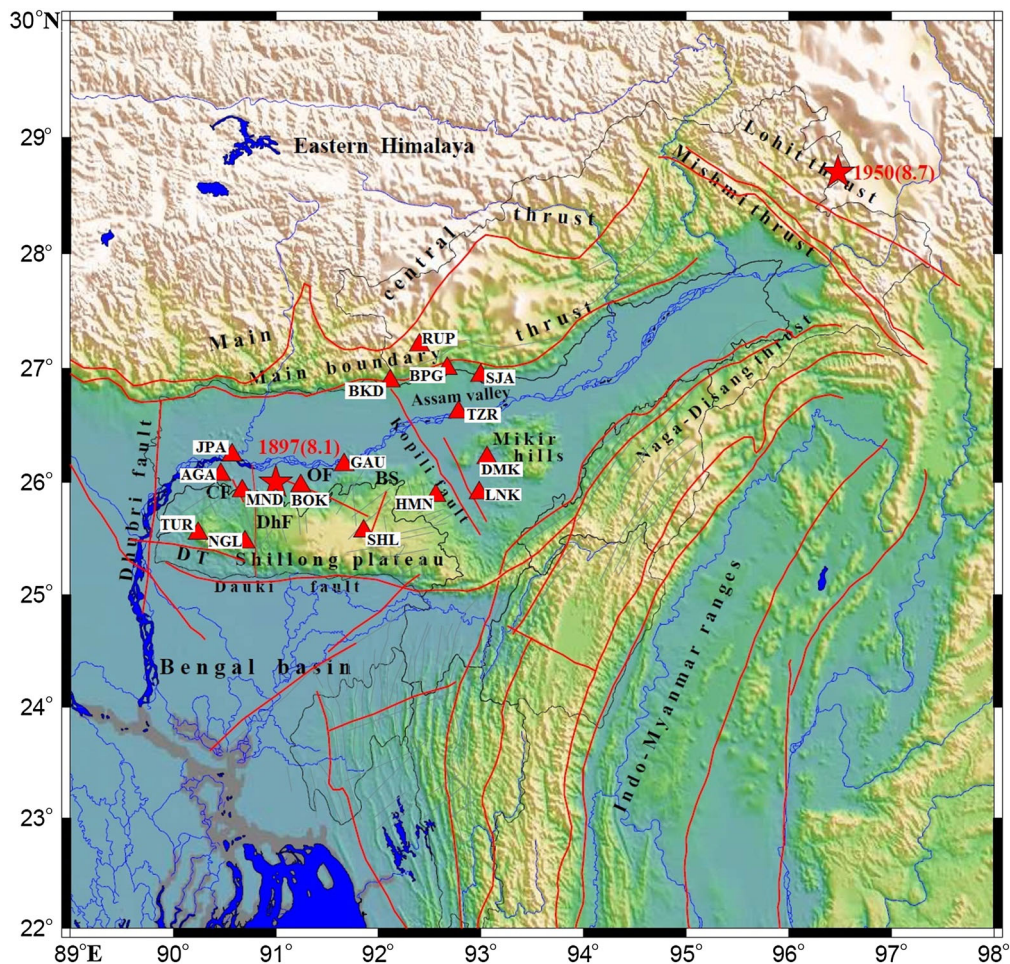 30°N
29°
28°
27°
26°
25°
24°
23°
22°
89°E
90°
91°
92°
93°
94°
95°
96°
97°
98°
Eastern Himalaya
Lohit thrust
1950(8.7)
Mishmi thrust
Main central thrust
Main boundary thrust
RUP
BPG
SJA
BKD
Assam valley
TZR
Naga-Disang thrust
Kopili fault
Mikir
hills
DMK
LNK
HMN
Dhubri fault
JPA
1897(8.1)
GAU
AGA
OF
BS
CF
MND
BOK
TUR
DhF
NGL
SHL
DT
Shillong plateau
Dauki fault
Bengal basin
Indo-Myanmar ranges